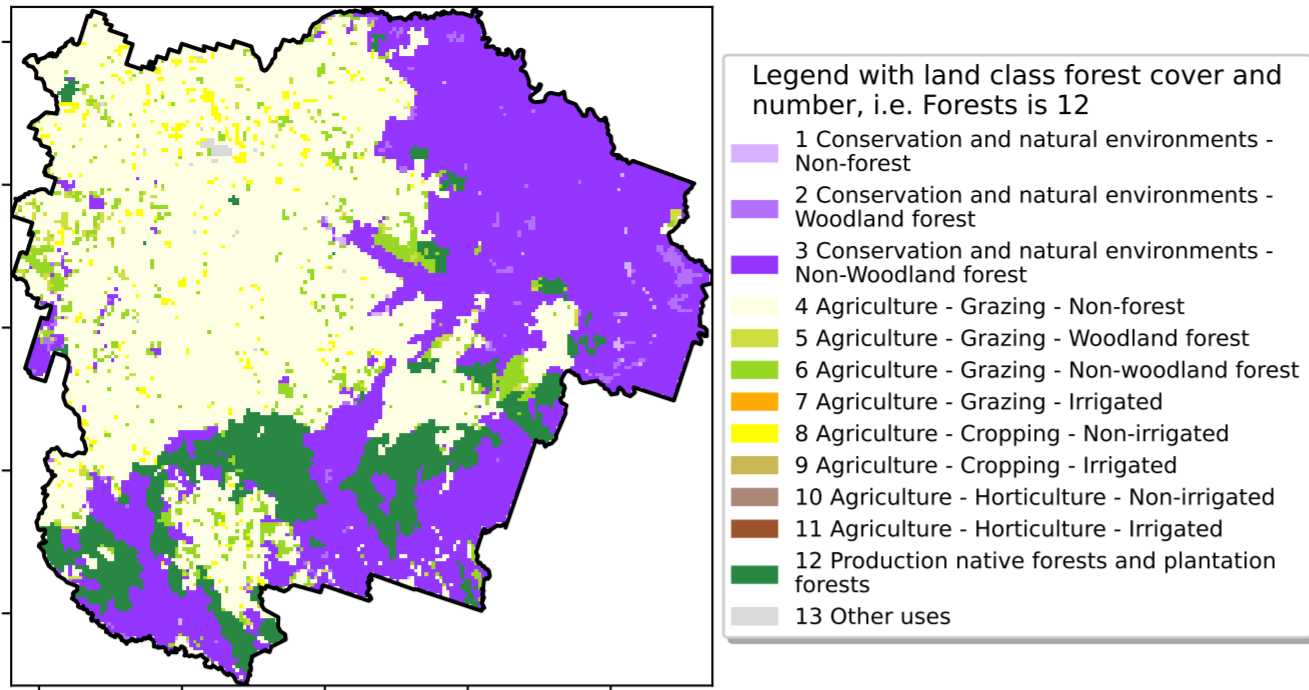 Legend with land class forest cover and
number, i.e. Forests is 12
1 Conservation and natural environments -
Non-forest
2 Conservation and natural environments -
Woodland forest
3 Conservation and natural environments -
Non-Woodland forest
4 Agriculture - Grazing - Non-forest
5 Agriculture - Grazing - Woodland forest
6 Agriculture - Grazing - Non-woodland forest
7 Agriculture - Grazing - Irrigated
8 Agriculture - Cropping - Non-irrigated
9 Agriculture - Cropping - Irrigated
10 Agriculture - Horticulture - Non-irrigated
11 Agriculture - Horticulture - Irrigated
12 Production native forests and plantation
forests
13 Other uses